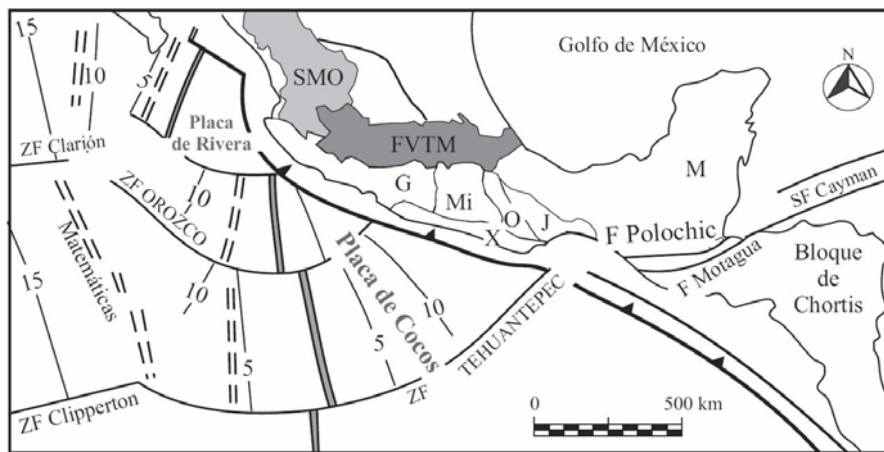 15
10
5
SMO
Golfo de México
N
ZF Clarión
Placa
de Rivera
FVTM
M
SF Cayman
10
ZF OROZCO
G
Mi
O
J
X
F Polochic
F Motagua
Bloque
de
Chortis
Matemáticas
15
10
5
Placa de Cocos
5
10
ZF TEHUANTEPEC
ZF Clipperton
0
500 km